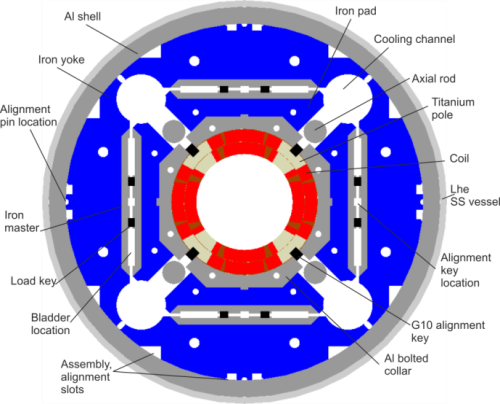 Al shell
Iron yoke
Alignment
pin location
Iron
master
Load key
Bladder
location
Assembly,
alignment
slots
Iron pad
Cooling channel
Axial rod
Titanium
pole
Coil
Lhe
SS vessel
Alignment
key
location
G10 alignment
key
Al bolted
collar